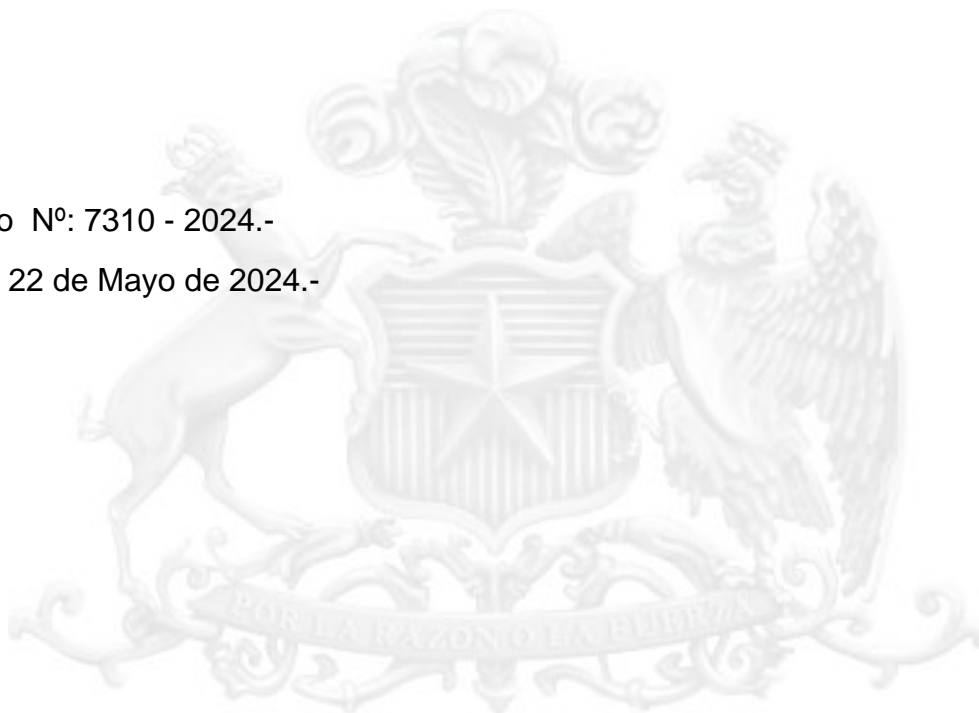 o Nº: 7310 - 2024.-
22 de Mayo de 2024.-
POR LA RAZON O LA FUERZA